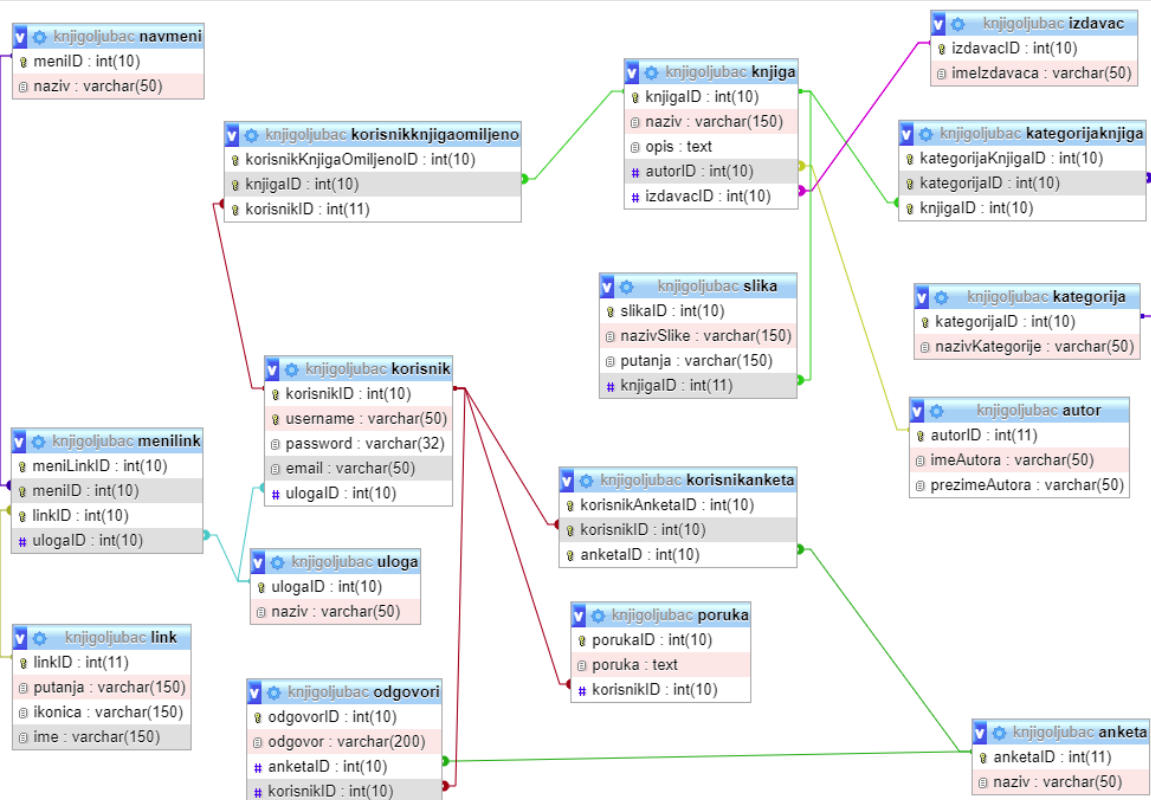 knjigoljubac navmeni
meniID : int(10)
naziv : varchar(50)
knjigoljubac korisnikknjigaomiljeno
korisnikKnjigaOmiljenoID : int(10)
knjigaID : int(10)
korisnikID : int(11)
knjigoljubac knjiga
knjigaID : int(10)
naziv : varchar(150)
opis : text
# autorID : int(10)
# izdavacID : int(10)
knjigoljubac izdavac
izdavacID : int(10)
imeIzdavaca : varchar(50)
knjigoljubac kategorijaknjiga
kategorijaKnjigaID : int(10)
kategorijaID : int(10)
knjigaID : int(10)
knjigoljubac slika
slikaID : int(10)
nazivSlike : varchar(150)
putanja : varchar(150)
# knjigaID : int(11)
knjigoljubac kategorija
kategorijaID : int(10)
nazivKategorije : varchar(50)
knjigoljubac korisnik
korisnikID : int(10)
username : varchar(50)
password : varchar(32)
email : varchar(50)
# ulogaID : int(10)
knjigoljubac autor
autorID : int(11)
imeAutora : varchar(50)
prezimeAutora : varchar(50)
knjigoljubac menilink
meniLinkID : int(10)
meniID : int(10)
linkID : int(10)
# ulogaID : int(10)
knjigoljubac korisnikanketa
korisnikAnketaID : int(10)
korisnikID : int(10)
anketaID : int(10)
knjigoljubac uloga
ulogaID : int(10)
naziv : varchar(50)
knjigoljubac poruka
porukaID : int(10)
poruka : text
# korisnikID : int(10)
knjigoljubac link
linkID : int(11)
putanja : varchar(150)
ikonica : varchar(150)
ime : varchar(150)
knjigoljubac odgovori
odgovorID : int(10)
odgovor : varchar(200)
# anketaID : int(10)
# korisnikID : int(10)
knjigoljubac anketa
anketaID : int(11)
naziv : varchar(50)